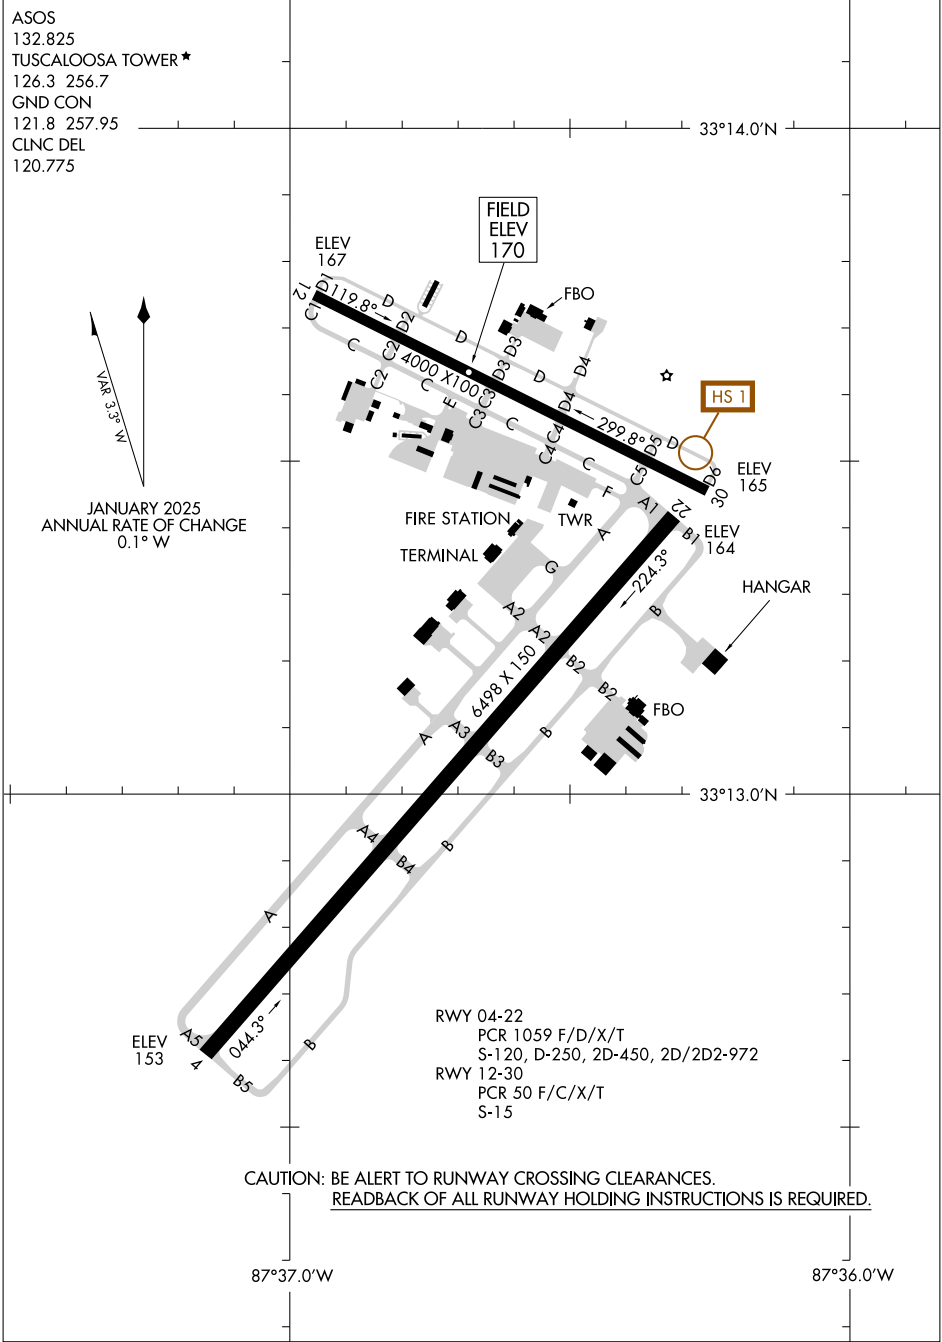 ASOS
132.825
TUSCALOOSA TOWER★
126.3 256.7
GND CON
121.8 257.95
CLNC DEL
120.775
33°14.0'N
FIELD
ELEV
170
ELEV
167
12
D1
119.8°
D
FBO
C1
D2
D
D3
C
C2
4000 X100
D3
D
D4
C2
C
E
C3
C3
C
D4
299.8°
HS 1
C4
C4
C
D5
D
C5
D6
30
ELEV
165
VAR 3.3° W
JANUARY 2025
ANNUAL RATE OF CHANGE
0.1° W
F
A1
22
FIRE STATION
TWR
A
B1
ELEV
164
TERMINAL
G
224.3°
HANGAR
A2
A2
B
B2
B2
6498 X 150
FBO
A
A3
B
B3
33°13.0'N
A4
B
B4
A
RWY 04-22
PCR 1059 F/D/X/T
S-120, D-250, 2D-450, 2D/2D2-972
RWY 12-30
PCR 50 F/C/X/T
S-15
ELEV
153
A5
044.3°
B
4
B5
CAUTION: BE ALERT TO RUNWAY CROSSING CLEARANCES.
READBACK OF ALL RUNWAY HOLDING INSTRUCTIONS IS REQUIRED.
87°37.0'W
87°36.0'W